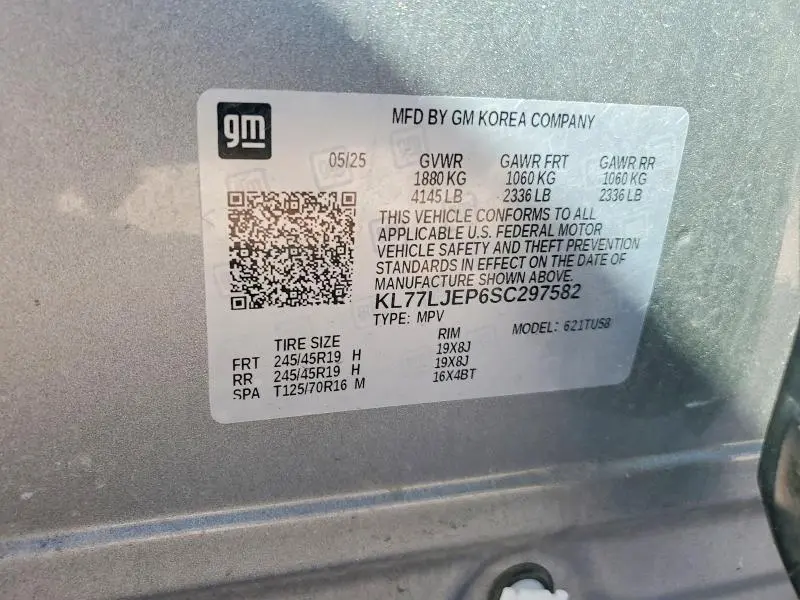 gm
MFD BY GM KOREA COMPANY
05/25 GVWR GAWR FRT GAWR RR
1880 KG 1060 KG 1060 KG
4145 LB 2336 LB 2336 LB
THIS VEHICLE CONFORMS TO ALL
APPLICABLE U.S. FEDERAL MOTOR
VEHICLE SAFETY AND THEFT PREVENTION
STANDARDS IN EFFECT ON THE DATE OF
MANUFACTURE SHOWN ABOVE.
KL77LJEP6SC297582
TYPE: MPV MODEL: 621TU58
TIRE SIZE RIM
FRT 245/45R19 H 19X8J
RR 245/45R19 H 19X8J
SPA T125/70R16 M 16X4BT